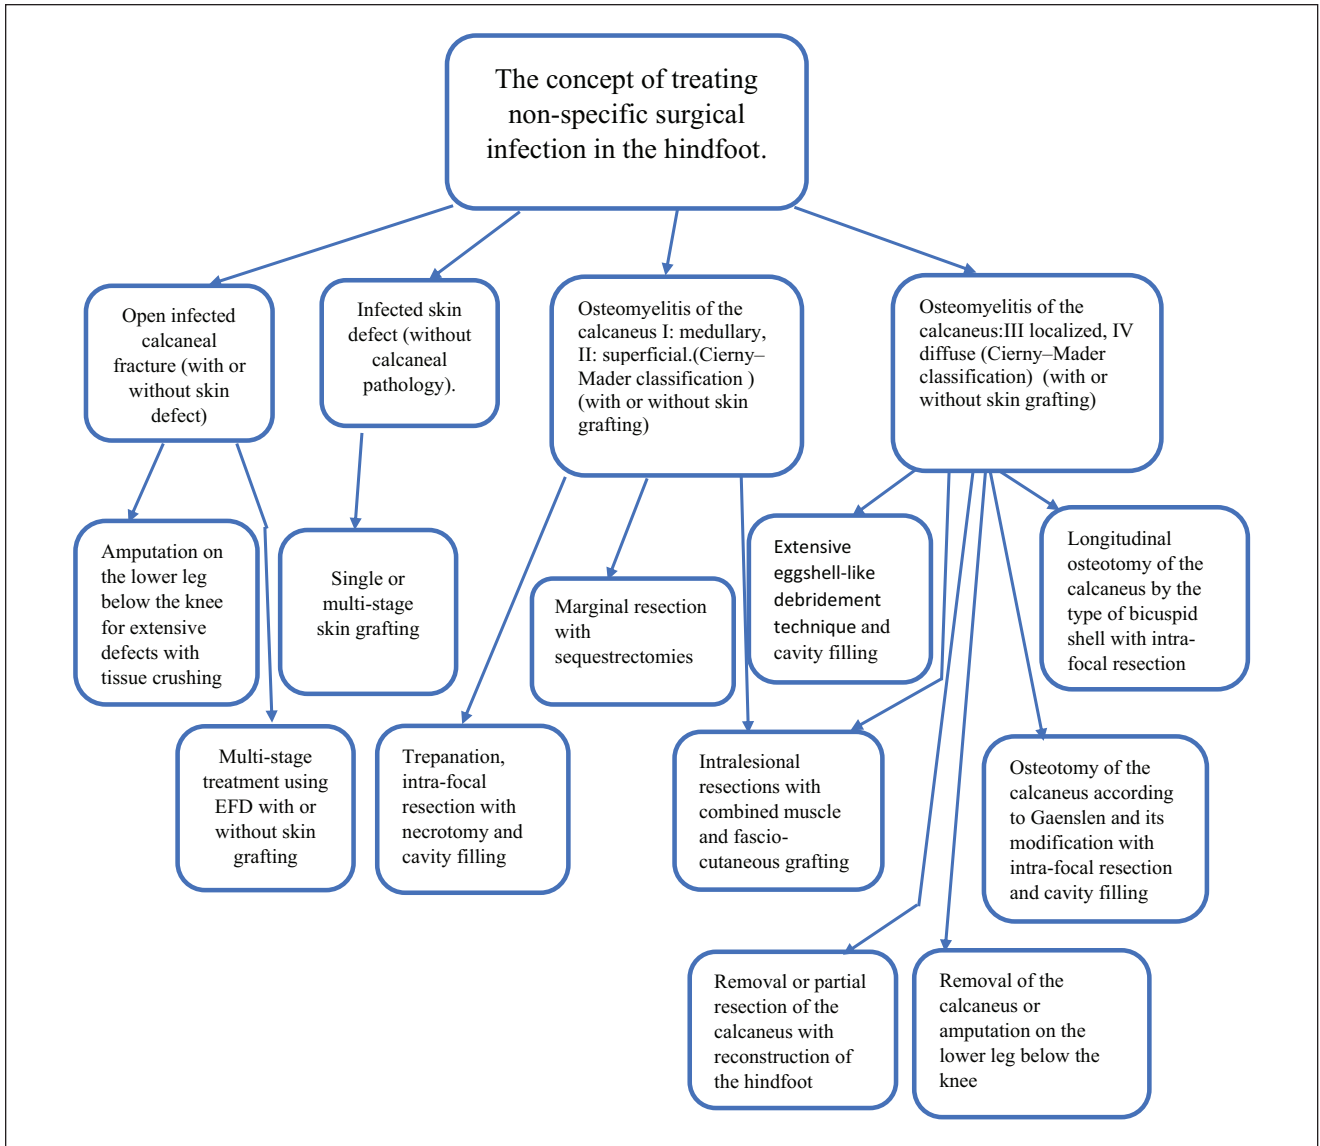 The concept of treating
non-specific surgical
infection in the hindfoot.
Open infected
calcaneal
fracture (with or
without skin
defect)
Infected skin
defect (without
calcaneal
pathology).
Osteomyelitis of the
calcaneus I: medullary,
II: superficial.(Cierny–
Mader classification )
(with or without skin
grafting)
Osteomyelitis of the
calcaneus:III localized, IV
diffuse (Cierny–Mader
classification)  (with or
without skin grafting)
Amputation on
the lower leg
below the knee
for extensive
defects with
tissue crushing
Single or
multi-stage
skin grafting
Marginal resection
with
sequestrectomies
Extensive
eggshell-like
debridement
technique and
cavity filling
Longitudinal
osteotomy of the
calcaneus by the
type of bicuspid
shell with intra-
focal resection
Multi-stage
treatment using
EFD with or
without skin
grafting
Trepanation,
intra-focal
resection with
necrotomy and
cavity filling
Intralesional
resections with
combined muscle
and fascio-
cutaneous grafting
Osteotomy of the
calcaneus according
to Gaenslen and its
modification with
intra-focal resection
and cavity filling
Removal or partial
resection of the
calcaneus with
reconstruction of
the hindfoot
Removal of the
calcaneus or
amputation on the
lower leg below the
knee